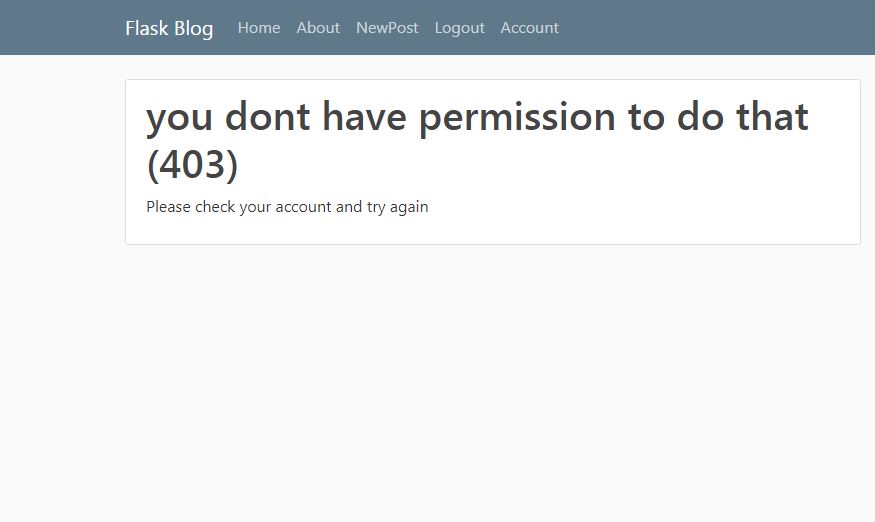 Flask Blog Home About NewPost Logout Account
you dont have permission to do that
(403)
Please check your account and try again